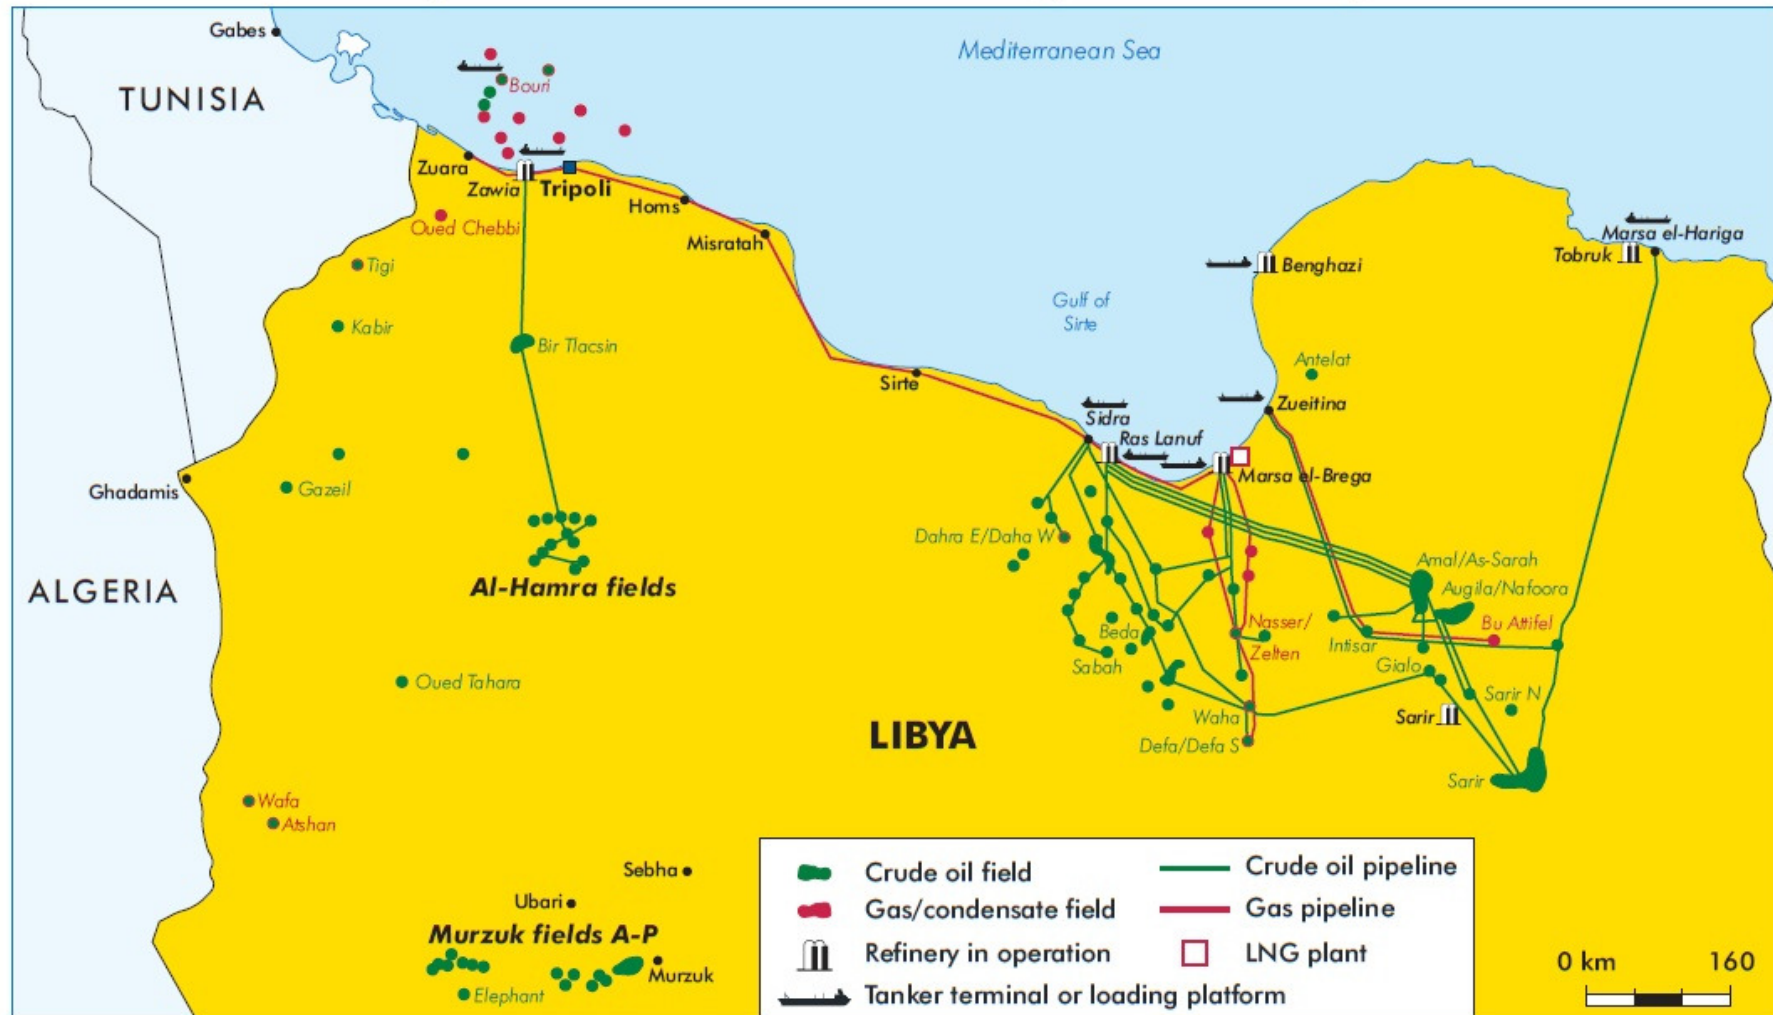 Gabes
Mediterranean Sea
TUNISIA
Bouri
Zuara
Zawia
Tripoli
Homs
Oued Chebbi
Misratah
Marsa el-Hariga
Tobruk
Benghazi
Tigi
Gulf of
Sirte
Kabir
Bir Tlacsin
Antelat
Sirte
Zueitina
Sidra
Ras Lanuf
Marsa el-Brega
Ghadamis
Gazeil
Dahra E/Daha W
Amal/As-Sarah
Augila/Nafoora
ALGERIA
Al-Hamra fields
Beda
Nasser/
Zelten
Bu Attifel
Intisar
Gialo
Sabah
Oued Tahara
Sarir N
Waha
Sarir
LIBYA
Defa/Defa S
Sarir
Wafa
Atshan
Sebha
Ubari
Murzuk fields A-P
Murzuk
Elephant
Crude oil field
Crude oil pipeline
Gas/condensate field
Gas pipeline
Refinery in operation
LNG plant
Tanker terminal or loading platform
0 km 160